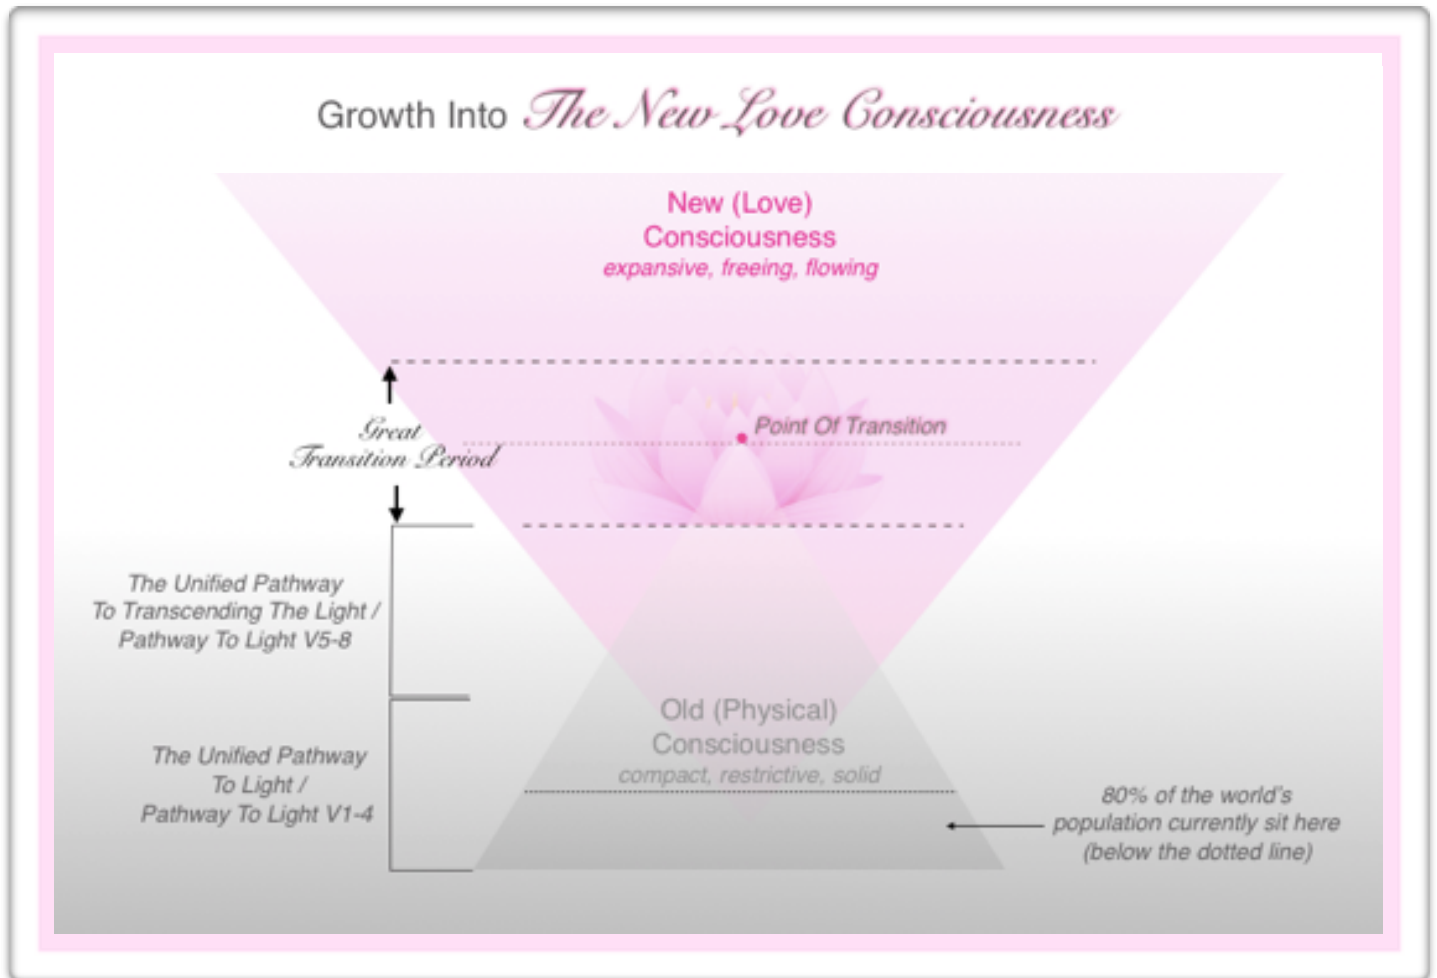 Growth Into The New Love Consciousness
New (Love)
Consciousness
expansive, freeing, flowing
Point Of Transition
Great
Transition Period
The Unified Pathway
To Transcending The Light /
Pathway To Light V5-8
Old (Physical)
Consciousness
compact, restrictive, solid
The Unified Pathway
To Light /
Pathway To Light V1-4
80% of the world's
population currently sit here
(below the dotted line)